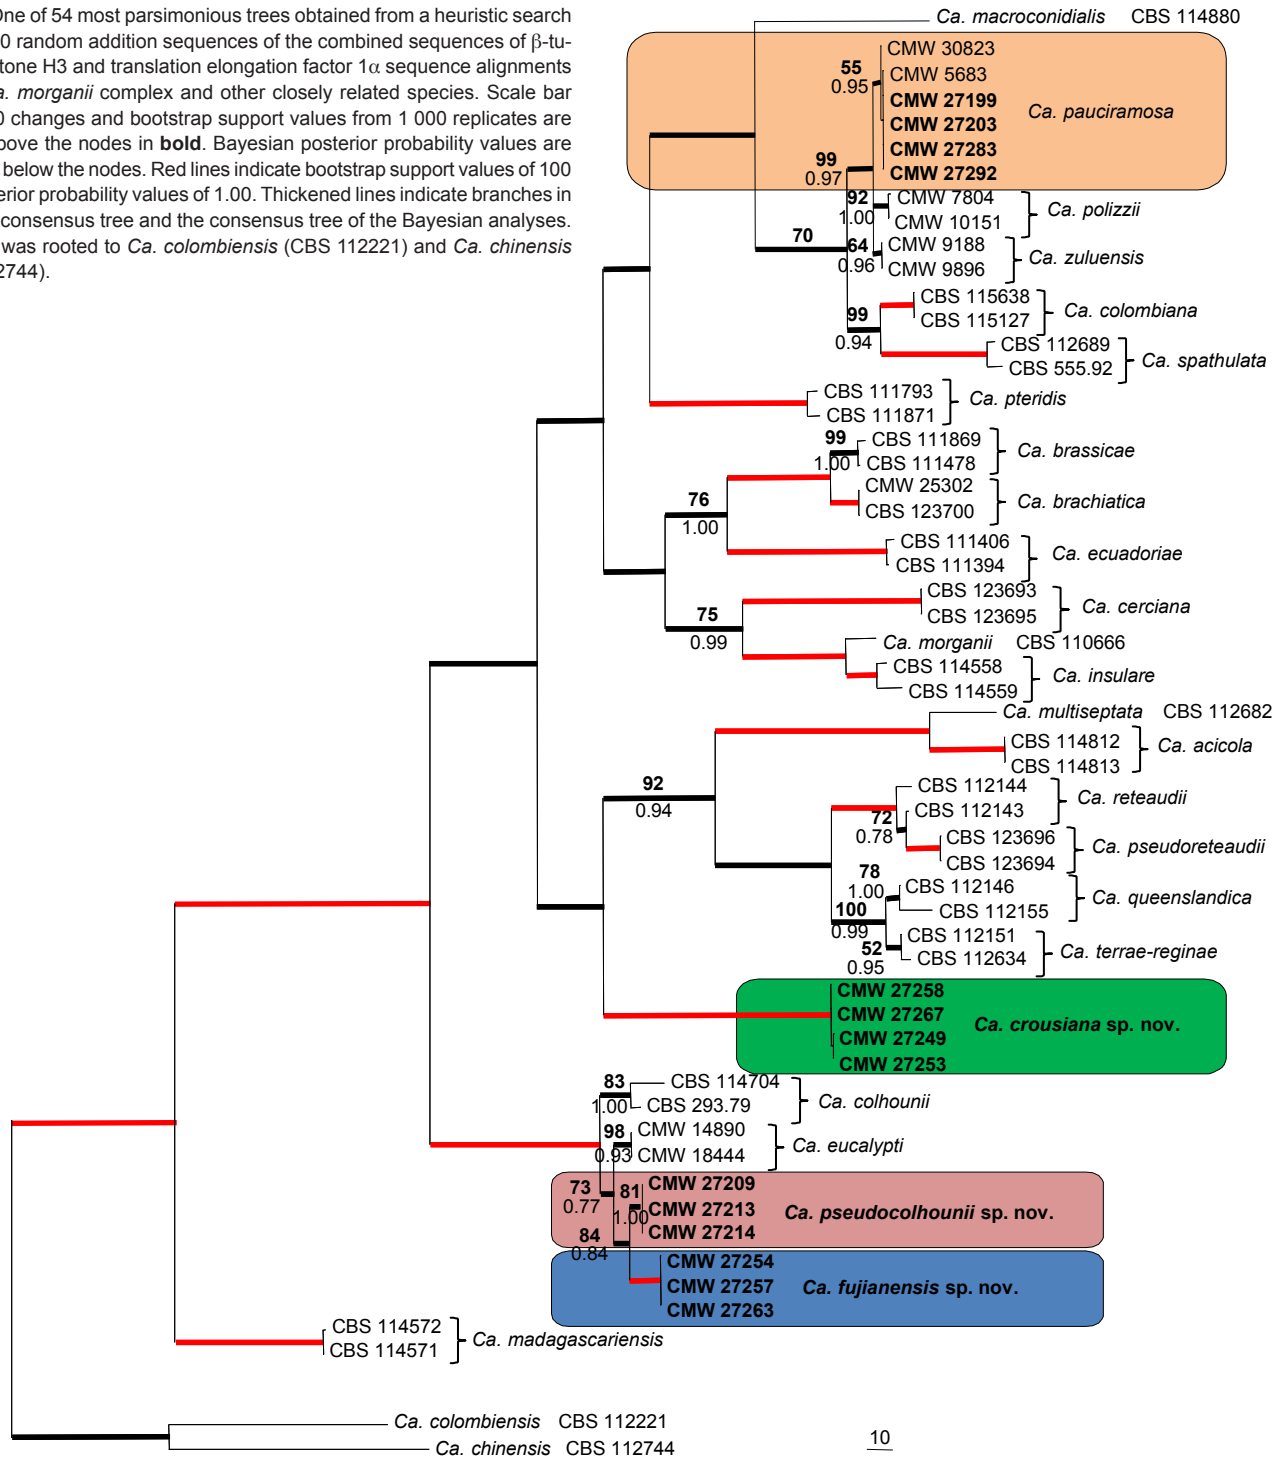 One of 54 most parsimonious trees obtained from a heuristic search
0 random addition sequences of the combined sequences of β-tu-
tone H3 and translation elongation factor 1α sequence alignments
a. morganii complex and other closely related species. Scale bar
0 changes and bootstrap support values from 1 000 replicates are
bove the nodes in bold. Bayesian posterior probability values are
below the nodes. Red lines indicate bootstrap support values of 100
erior probability values of 1.00. Thickened lines indicate branches in
consensus tree and the consensus tree of the Bayesian analyses.
was rooted to Ca. colombiensis (CBS 112221) and Ca. chinensis
2744).
Ca. macroconidialis CBS 114880
CMW 30823
55
CMW 5683
0.95
CMW 27199
Ca. pauciramosa
CMW 27203
CMW 27283
99
CMW 27292
0.97
92
CMW 7804
Ca. polizzii
1.00
CMW 10151
70
64
CMW 9188
Ca. zuluensis
0.96
CMW 9896
CBS 115638
Ca. colombiana
99
CBS 115127
0.94
CBS 112689
Ca. spathulata
CBS 555.92
CBS 111793
Ca. pteridis
CBS 111871
99
CBS 111869
Ca. brassicae
1.00
CBS 111478
CMW 25302
Ca. brachiatica
76
CBS 123700
1.00
CBS 111406
Ca. ecuadoriae
CBS 111394
CBS 123693
Ca. cerciana
75
CBS 123695
0.99
Ca. morganii CBS 110666
CBS 114558
Ca. insulare
CBS 114559
Ca. multiseptata CBS 112682
CBS 114812
Ca. acicola
CBS 114813
92
0.94
CBS 112144
Ca. reteaudii
CBS 112143
72
0.78
CBS 123696
Ca. pseudoreteaudii
CBS 123694
78
1.00
CBS 112146
Ca. queenslandica
100
CBS 112155
0.99
CBS 112151
52
Ca. terrae-reginae
CBS 112634
0.95
CMW 27258
CMW 27267
Ca. crousiana sp. nov.
CMW 27249
CMW 27253
83
CBS 114704
Ca. colhounii
1.00
CBS 293.79
98
CMW 14890
Ca. eucalypti
0.93
CMW 18444
73
81
CMW 27209
0.77
CMW 27213
Ca. pseudocolhounii sp. nov.
1.00
CMW 27214
84
0.84
CMW 27254
CMW 27257
Ca. fujianensis sp. nov.
CMW 27263
CBS 114572
Ca. madagascariensis
CBS 114571
Ca. colombiensis CBS 112221
10
Ca. chinensis CBS 112744